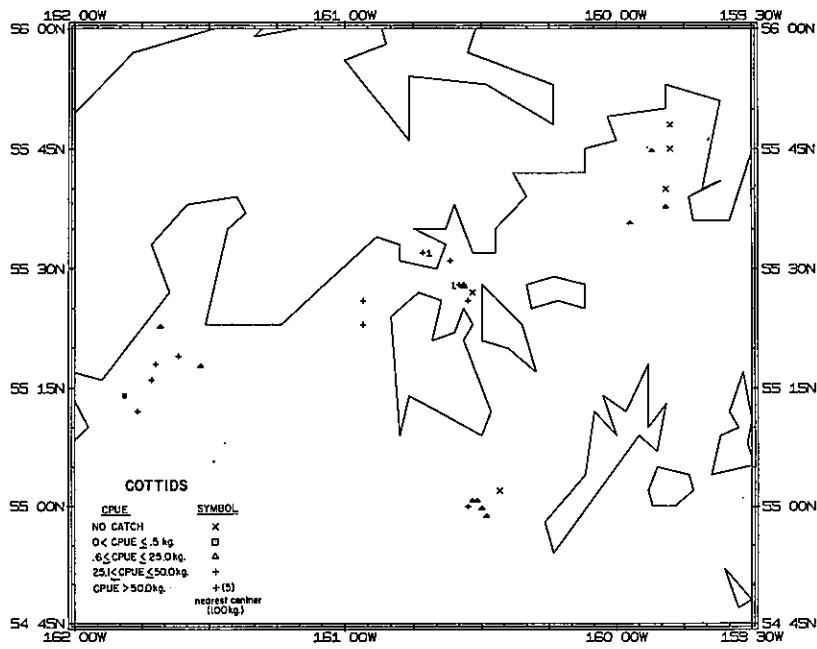 162 00W 161 00W 160 00W 159 30W
56 00N 56 00N
55 45N 55 45N
55 30N 55 30N
55 15N 55 15N
55 00N 55 00N
54 45N 54 45N
162 00W 161 00W 160 00W 159 30W
+1
1+
COTTIDS
CPUE SYMBOL
NO CATCH ×
0< CPUE ≤ .5 kg. □
.6≤CPUE ≤25.0kg. △
25.1≤CPUE ≤50.0kg. +
CPUE >50.0kg. +(5)
nearest centner
(100kg.)